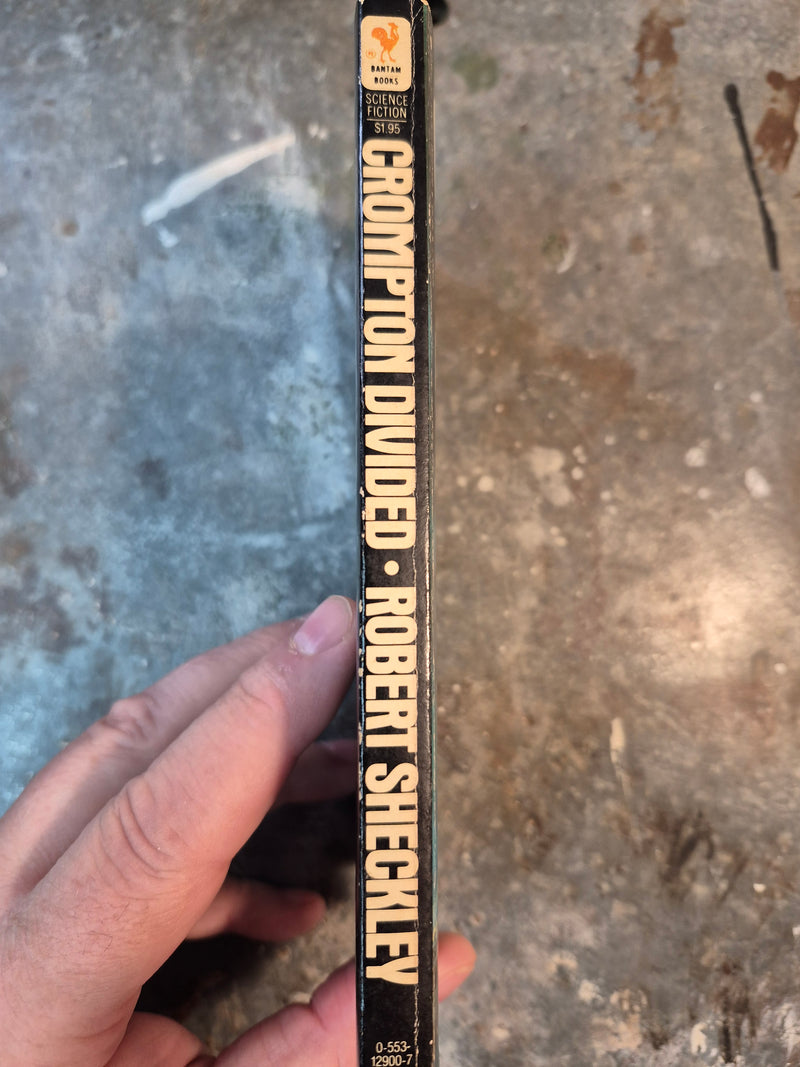 BANTAM
BOOKS
SCIENCE
FICTION
$1.95
CROMPTON DIVIDED • ROBERT SHECKLEY
0-553-
12900-7